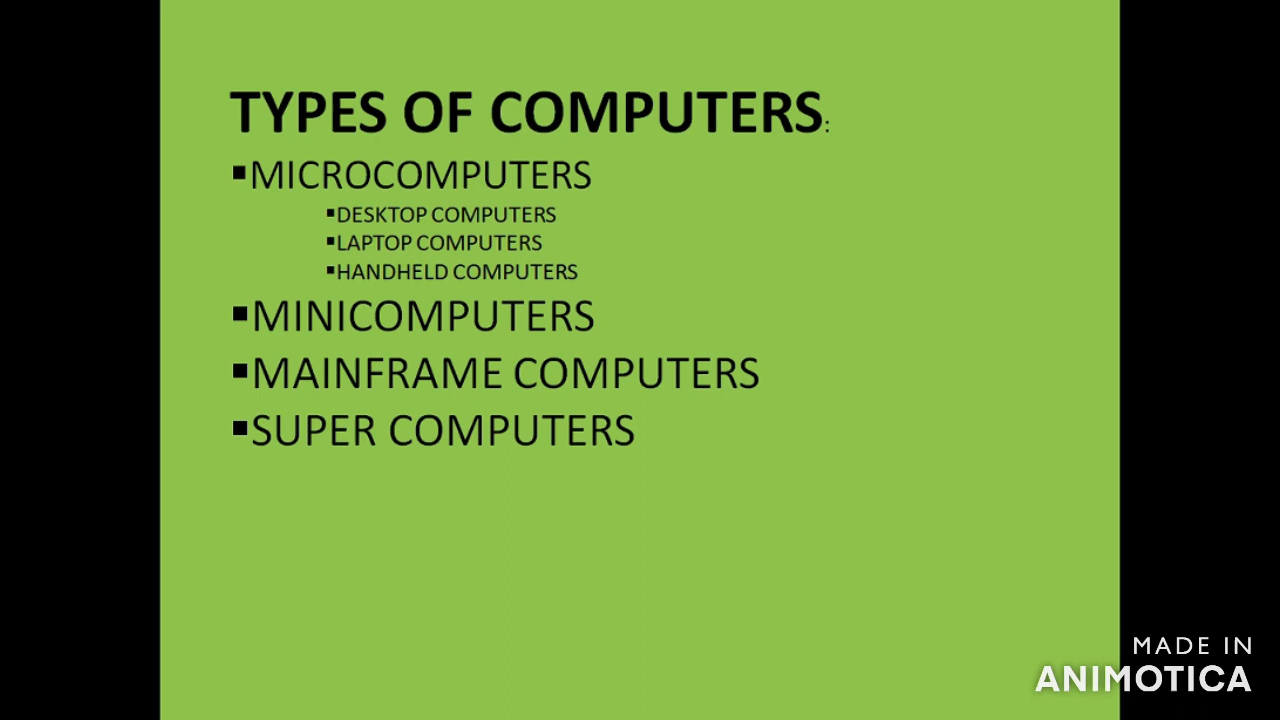 TYPES OF COMPUTERS:
▪MICROCOMPUTERS
▪DESKTOP COMPUTERS
▪LAPTOP COMPUTERS
▪HANDHELD COMPUTERS
▪MINICOMPUTERS
▪MAINFRAME COMPUTERS
▪SUPER COMPUTERS
MADE IN
ANIMOTICA